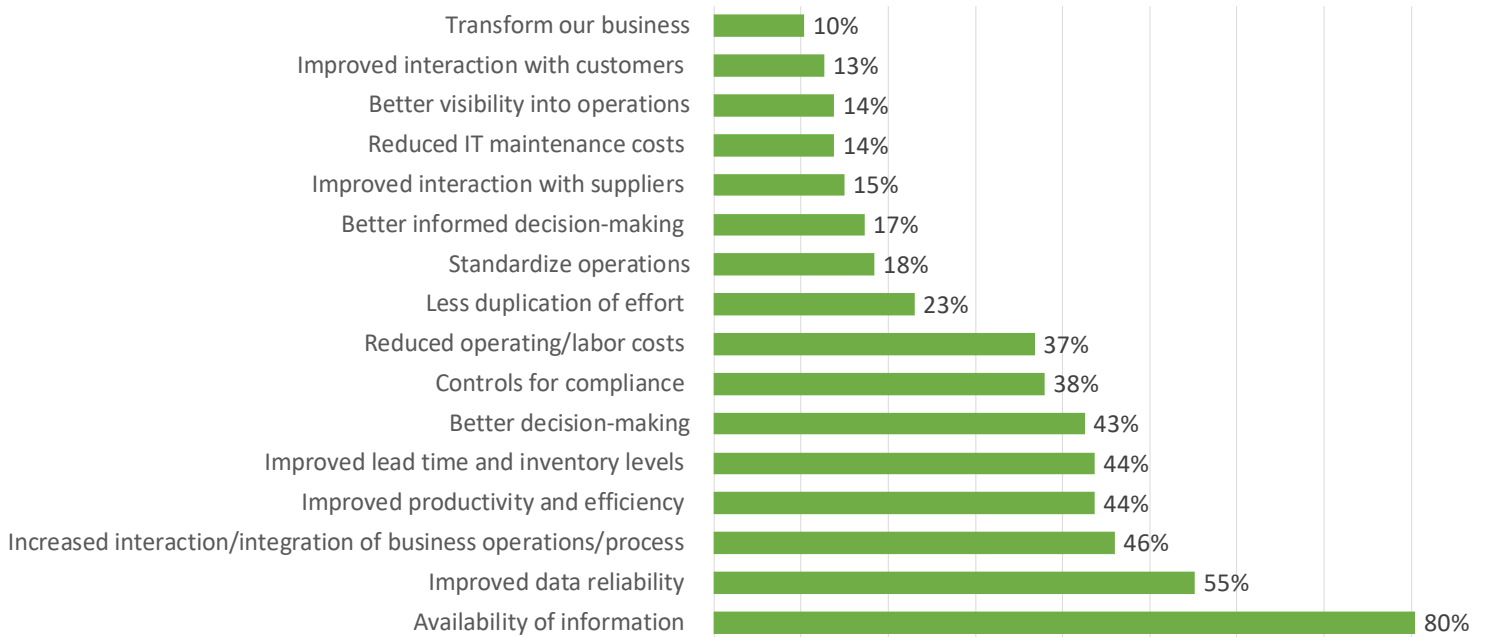 Transform our business 10%
Improved interaction with customers 13%
Better visibility into operations 14%
Reduced IT maintenance costs 14%
Improved interaction with suppliers 15%
Better informed decision-making 17%
Standardize operations 18%
Less duplication of effort 23%
Reduced operating/labor costs 37%
Controls for compliance 38%
Better decision-making 43%
Improved lead time and inventory levels 44%
Improved productivity and efficiency 44%
Increased interaction/integration of business operations/process 46%
Improved data reliability 55%
Availability of information 80%